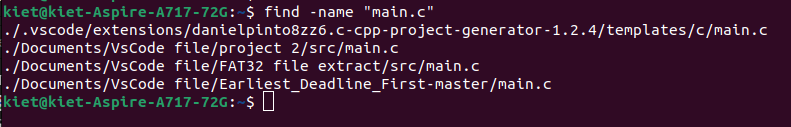 kiet@kiet-Aspire-A717-72G:~$ find -name "main.c"
./.vscode/extensions/danielpinto8zz6.c-cpp-project-generator-1.2.4/templates/c/main.c
./Documents/VsCode file/project 2/src/main.c
./Documents/VsCode file/FAT32 file extract/src/main.c
./Documents/VsCode file/Earliest_Deadline_First-master/main.c
kiet@kiet-Aspire-A717-72G:~$